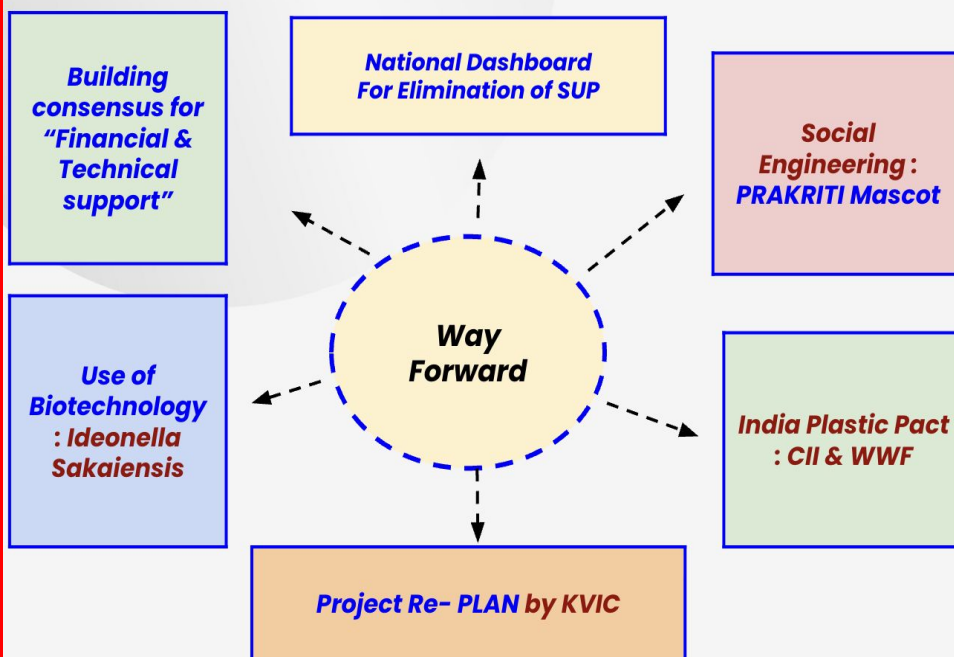 Building
consensus for
“Financial &
Technical
support”
National Dashboard
For Elimination of SUP
Social
Engineering :
PRAKRITI Mascot
Way
Forward
Use of
Biotechnology
: Ideonella
Sakaiensis
India Plastic Pact
: CII & WWF
Project Re- PLAN by KVIC